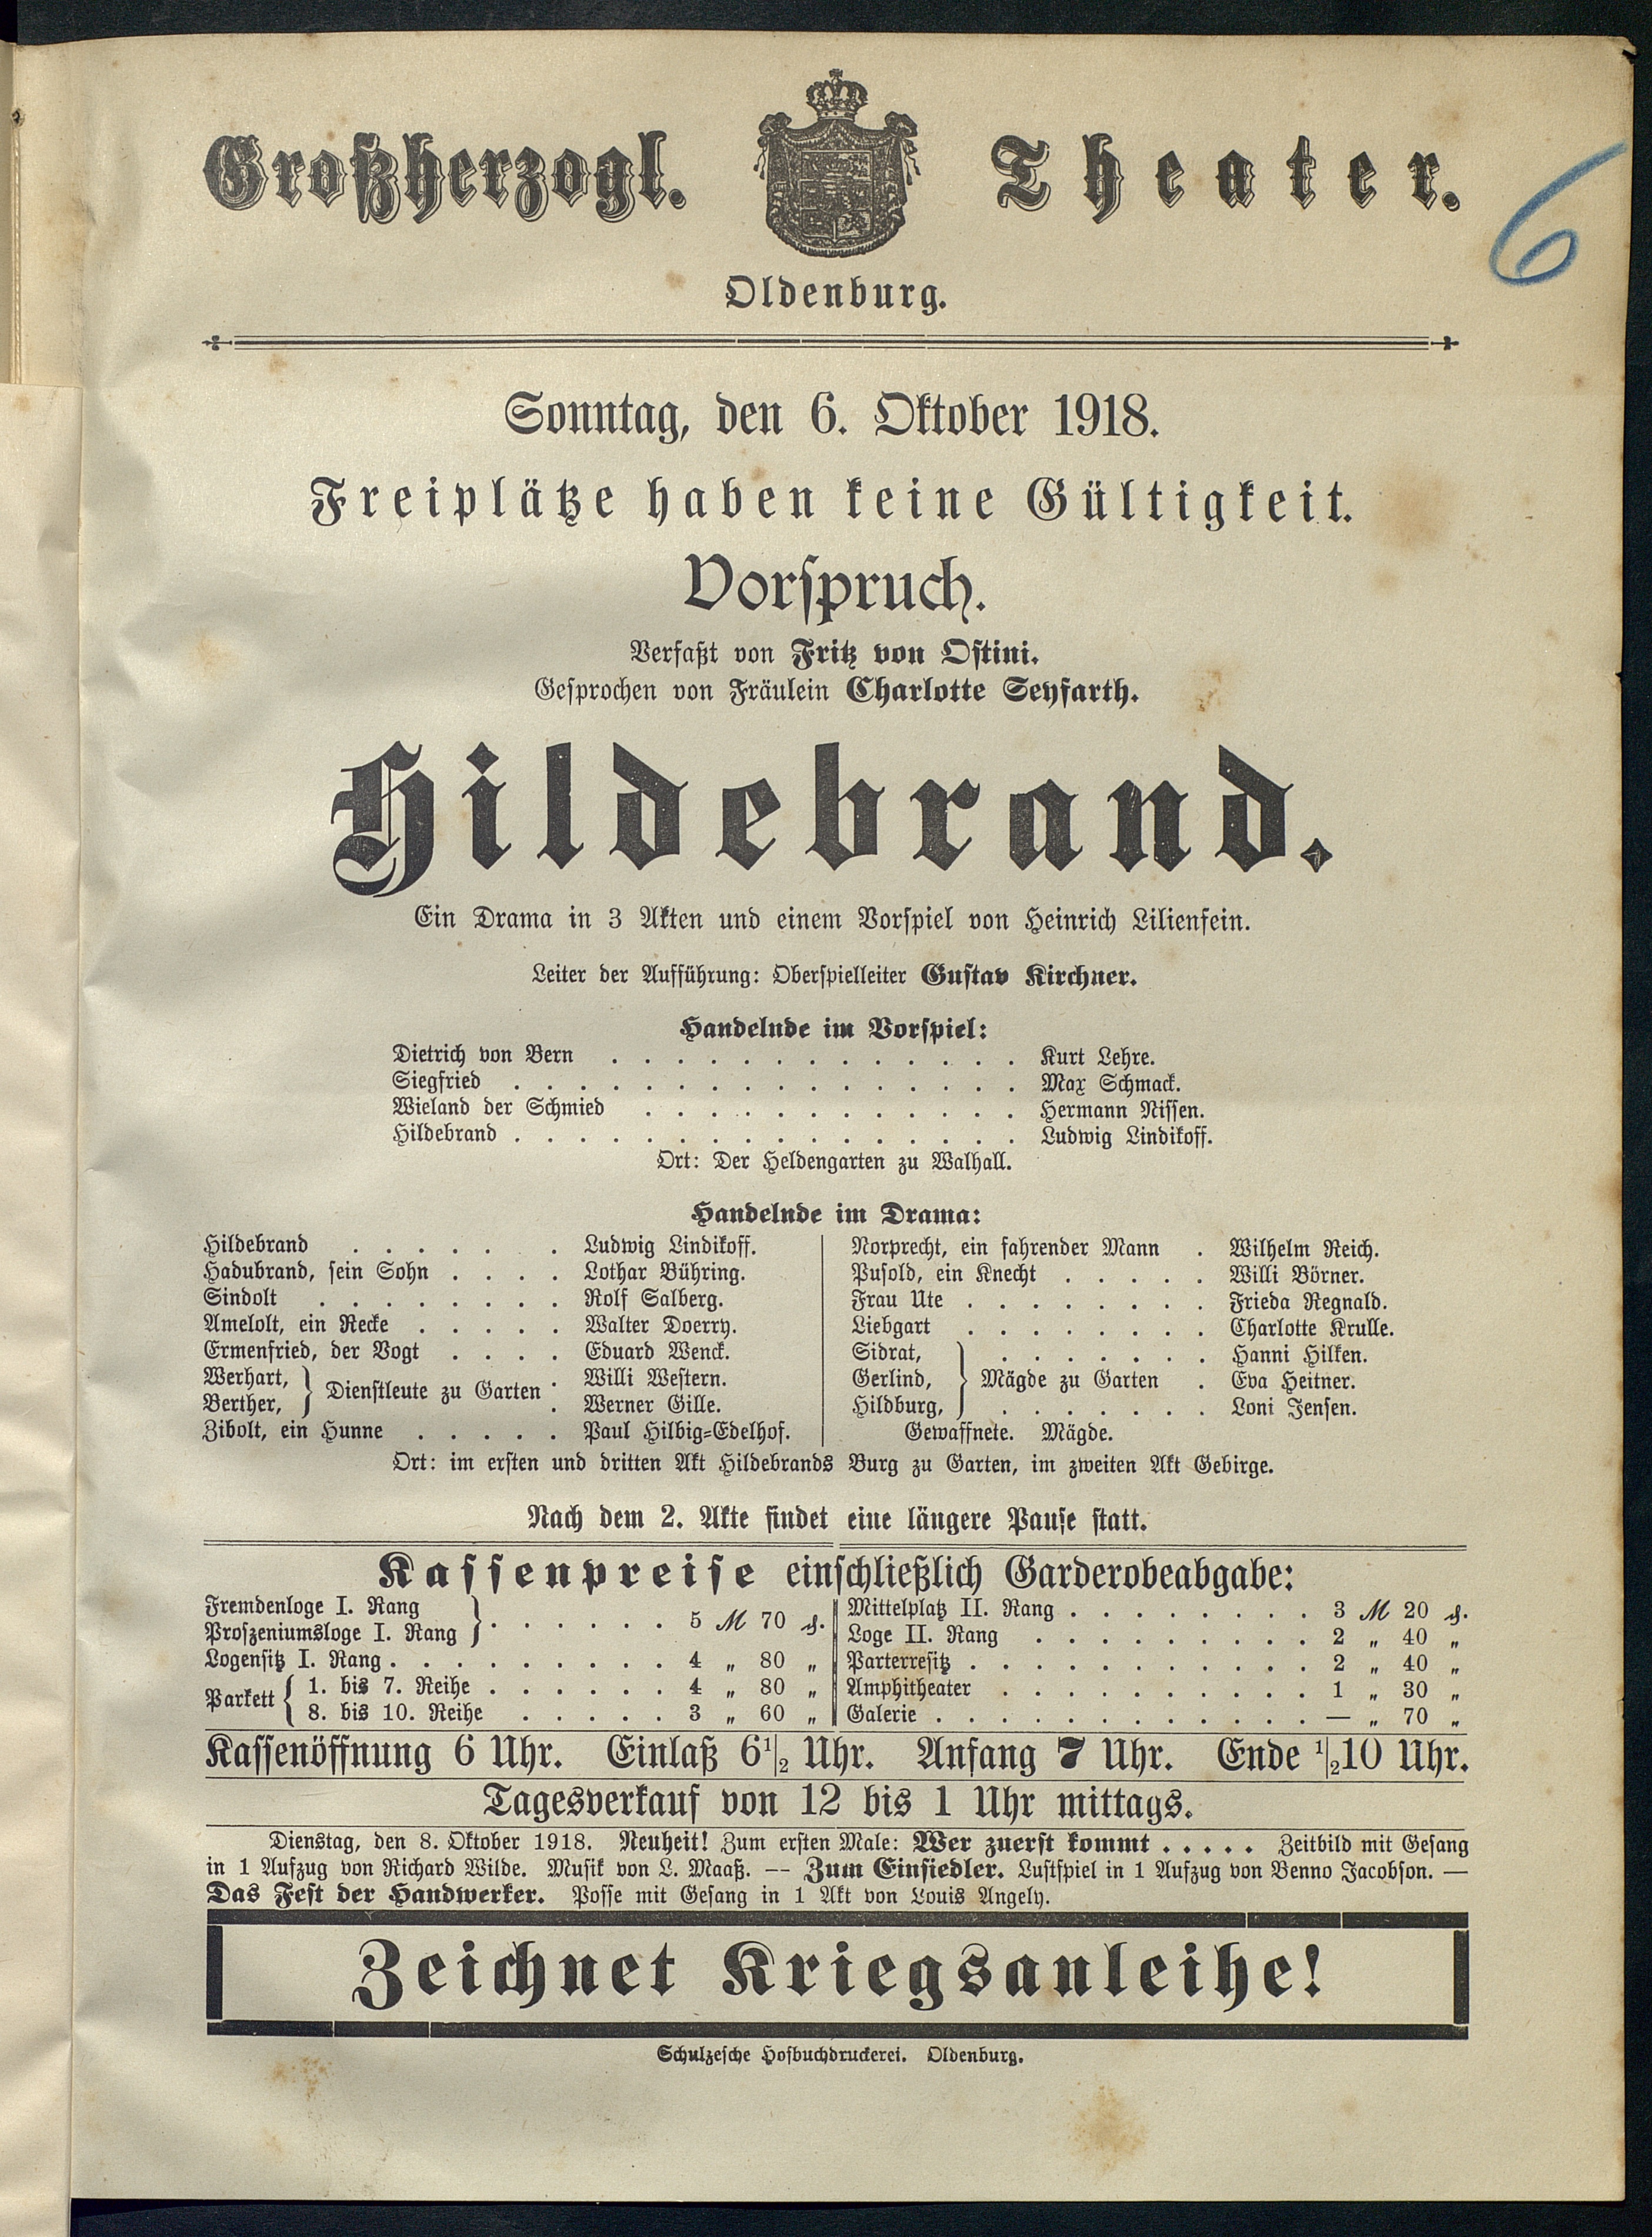 Großherzogl. Theater.
6
Oldenburg.
Sonntag, den 6. Oktober 1918.
Freiplätze haben keine Gültigkeit.
Vorspruch.
Verfaßt von Fritz von Ostini.
Gesprochen von Fräulein Charlotte Seyfarth.
Hildebrand.
Ein Drama in 3 Akten und einem Vorspiel von Heinrich Lilienfein.
Leiter der Aufführung: Oberspielleiter Gustav Kirchner.
Handelnde im Vorspiel:
Dietrich von Bern . . . . . . . . . . . . . Kurt Lehre.
Siegfried . . . . . . . . . . . . . . . . Max Schmack.
Wieland der Schmied . . . . . . . . . . . . Hermann Nissen.
Hildebrand . . . . . . . . . . . . . . . . Ludwig Lindikoff.
Ort: Der Heldengarten zu Walhall.
Handelnde im Drama:
Hildebrand . . . . . . Ludwig Lindikoff.
Hadubrand, sein Sohn . . . . Lothar Bühring.
Sindolt . . . . . . . . Rolf Salberg.
Amelolt, ein Recke . . . . . Walter Doerry.
Ermenfried, der Vogt . . . . Eduard Wenck.
Werhart, } Dienstleute zu Garten . Willi Western.
Berther, . Werner Gille.
Zibolt, ein Hunne . . . . . Paul Hilbig-Edelhof.
Norprecht, ein fahrender Mann . Wilhelm Reich.
Pusold, ein Knecht . . . . . Willi Börner.
Frau Ute . . . . . . . . Frieda Regnald.
Liebgart . . . . . . . . Charlotte Krulle.
Sidrat, . . . . . . . Hanni Hilken.
Gerlind, } Mägde zu Garten . Eva Heitner.
Hildburg, . . . . . . . Loni Jensen.
Gewaffnete. Mägde.
Ort: im ersten und dritten Akt Hildebrands Burg zu Garten, im zweiten Akt Gebirge.
Nach dem 2. Akte findet eine längere Pause statt.
Kassenpreise einschließlich Garderobeabgabe:
Fremdenloge I. Rang
Proszeniumsloge I. Rang } . . . . . . 5 ℳ 70 ₰.
Logensitz I. Rang . . . . . . . . . . 4 „ 80 „
Parkett { 1. bis 7. Reihe . . . . . . 4 „ 80 „
8. bis 10. Reihe . . . . . 3 „ 60 „
Mittelplatz II. Rang . . . . . . . . 3 ℳ 20 ₰.
Loge II. Rang . . . . . . . . . 2 „ 40 „
Parterresitz . . . . . . . . . . . 2 „ 40 „
Amphitheater . . . . . . . . . . 1 „ 30 „
Galerie . . . . . . . . . . . . — „ 70 „
Kassenöffnung 6 Uhr. Einlaß 6½ Uhr. Anfang 7 Uhr. Ende ½10 Uhr.
Tagesverkauf von 12 bis 1 Uhr mittags.
Dienstag, den 8. Oktober 1918. Neuheit! Zum ersten Male: Wer zuerst kommt . . . . . Zeitbild mit Gesang
in 1 Aufzug von Richard Wilde. Musik von L. Maaß. -- Zum Einsiedler. Lustspiel in 1 Aufzug von Benno Jacobson. —
Das Fest der Handwerker. Posse mit Gesang in 1 Akt von Louis Angely.
Zeichnet Kriegsanleihe!
Schulzesche Hofbuchdruckerei. Oldenburg.